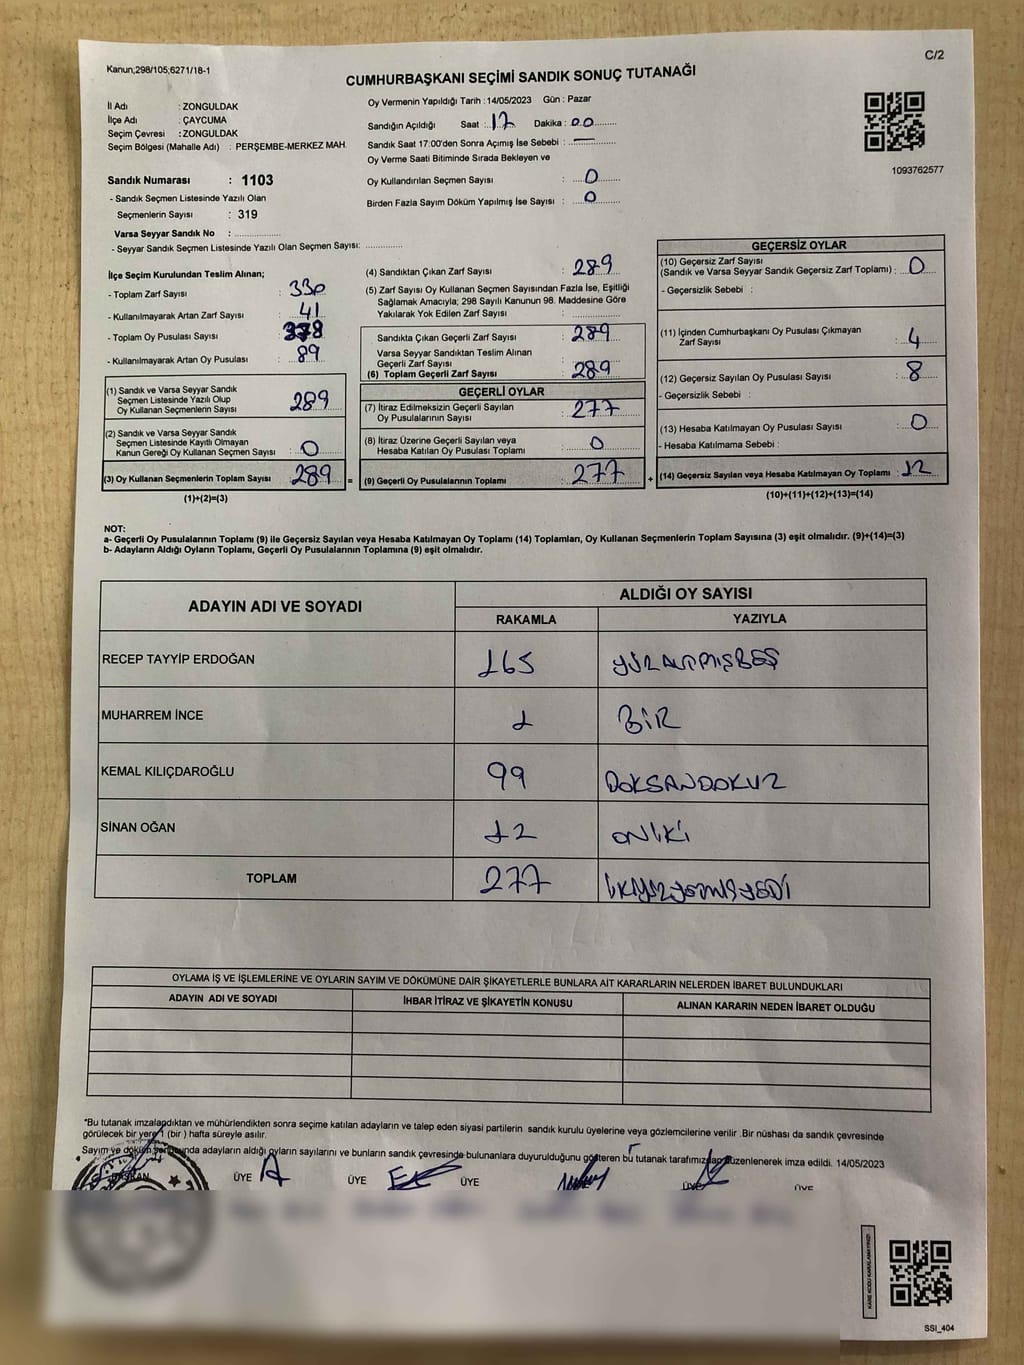 Kanun;298/105;6271/18-1
C/2
CUMHURBAŞKANI SEÇİMİ SANDIK SONUÇ TUTANAĞI
İl Adı : ZONGULDAK
İlçe Adı : ÇAYCUMA
Seçim Çevresi : ZONGULDAK
Seçim Bölgesi (Mahalle Adı) : PERŞEMBE-MERKEZ MAH.
Oy Vermenin Yapıldığı Tarih : 14/05/2023 Gün : Pazar
Sandığın Açıldığı Saat : 17 Dakika : 00
Sandık Saat 17:00'den Sonra Açımış İse Sebebi : —
Oy Verme Saati Bitiminde Sırada Bekleyen ve
Oy Kullandırılan Seçmen Sayısı : 0
Birden Fazla Sayım Döküm Yapılmış İse Sayısı : 0
1093762577
Sandık Numarası : 1103
- Sandık Seçmen Listesinde Yazılı Olan
Seçmenlerin Sayısı : 319
Varsa Seyyar Sandık No :
- Seyyar Sandık Seçmen Listesinde Yazılı Olan Seçmen Sayısı:
İlçe Seçim Kurulundan Teslim Alınan;
- Toplam Zarf Sayısı : 330
- Kullanılmayarak Artan Zarf Sayısı : 41
- Toplam Oy Pusulası Sayısı : 378
- Kullanılmayarak Artan Oy Pusulası : 89
(1) Sandık ve Varsa Seyyar Sandık
Seçmen Listesinde Yazılı Olup
Oy Kullanan Seçmenlerin Sayısı : 289
(2) Sandık ve Varsa Seyyar Sandık
Seçmen Listesinde Kayıtlı Olmayan
Kanun Gereği Oy Kullanan Seçmen Sayısı : 0
(3) Oy Kullanan Seçmenlerin Toplam Sayısı : 289
(1)+(2)=(3)
=
(4) Sandıktan Çıkan Zarf Sayısı : 289
(5) Zarf Sayısı Oy Kullanan Seçmen Sayısından Fazla İse, Eşitliği
Sağlamak Amacıyla; 298 Sayılı Kanunun 98. Maddesine Göre
Yakılarak Yok Edilen Zarf Sayısı :
Sandıkta Çıkan Geçerli Zarf Sayısı : 289
Varsa Seyyar Sandıktan Teslim Alınan
Geçerli Zarf Sayısı :
(6) Toplam Geçerli Zarf Sayısı : 289
GEÇERLİ OYLAR
(7) İtiraz Edilmeksizin Geçerli Sayılan
Oy Pusulalarının Sayısı : 277
(8) İtiraz Üzerine Geçerli Sayılan veya
Hesaba Katılan Oy Pusulası Toplamı : 0
(9) Geçerli Oy Pusulalarının Toplamı : 277
+
GEÇERSİZ OYLAR
(10) Geçersiz Zarf Sayısı
(Sandık ve Varsa Seyyar Sandık Geçersiz Zarf Toplamı) : 0
- Geçersizlik Sebebi :
(11) İçinden Cumhurbaşkanı Oy Pusulası Çıkmayan
Zarf Sayısı : 4
(12) Geçersiz Sayılan Oy Pusulası Sayısı : 8
- Geçersizlik Sebebi :
(13) Hesaba Katılmayan Oy Pusulası Sayısı : 0
- Hesaba Katılmama Sebebi :
(14) Geçersiz Sayılan veya Hesaba Katılmayan Oy Toplamı : 12
(10)+(11)+(12)+(13)=(14)
NOT:
a- Geçerli Oy Pusulalarının Toplamı (9) ile Geçersiz Sayılan veya Hesaba Katılmayan Oy Toplamı (14) Toplamları, Oy Kullanan Seçmenlerin Toplam Sayısına (3) eşit olmalıdır. (9)+(14)=(3)
b- Adayların Aldığı Oyların Toplamı, Geçerli Oy Pusulalarının Toplamına (9) eşit olmalıdır.
ADAYIN ADI VE SOYADI ALDIĞI OY SAYISI
RAKAMLA YAZIYLA
RECEP TAYYİP ERDOĞAN 165 YÜZALTMIŞBEŞ
MUHARREM İNCE 1 BİR
KEMAL KILIÇDAROĞLU 99 DOKSANDOKUZ
SİNAN OĞAN 12 ONİKİ
TOPLAM 277 İKİYÜZYETMİŞYEDİ
OYLAMA İŞ VE İŞLEMLERİNE VE OYLARIN SAYIM VE DÖKÜMÜNE DAİR ŞİKAYETLERLE BUNLARA AİT KARARLARIN NELERDEN İBARET BULUNDUKLARI
ADAYIN ADI VE SOYADI İHBAR İTİRAZ VE ŞİKAYETİN KONUSU ALINAN KARARIN NEDEN İBARET OLDUĞU
*Bu tutanak imzalandıktan ve mühürlendikten sonra seçime katılan adayların ve talep eden siyasi partilerin sandık kurulu üyelerine veya gözlemcilerine verilir .Bir nüshası da sandık çevresinde
görülecek bir yere 1 (bir ) hafta süreyle asılır.
Sayım ve döküm sonunda adayların aldığı oyların sayılarını ve bunların sandık çevresinde bulunanlara duyurulduğunu gösteren bu tutanak tarafımızdan düzenlenerek imza edildi. 14/05/2023
BAŞKAN ÜYE ÜYE ÜYE ÜYE ÜYE
SSI_404